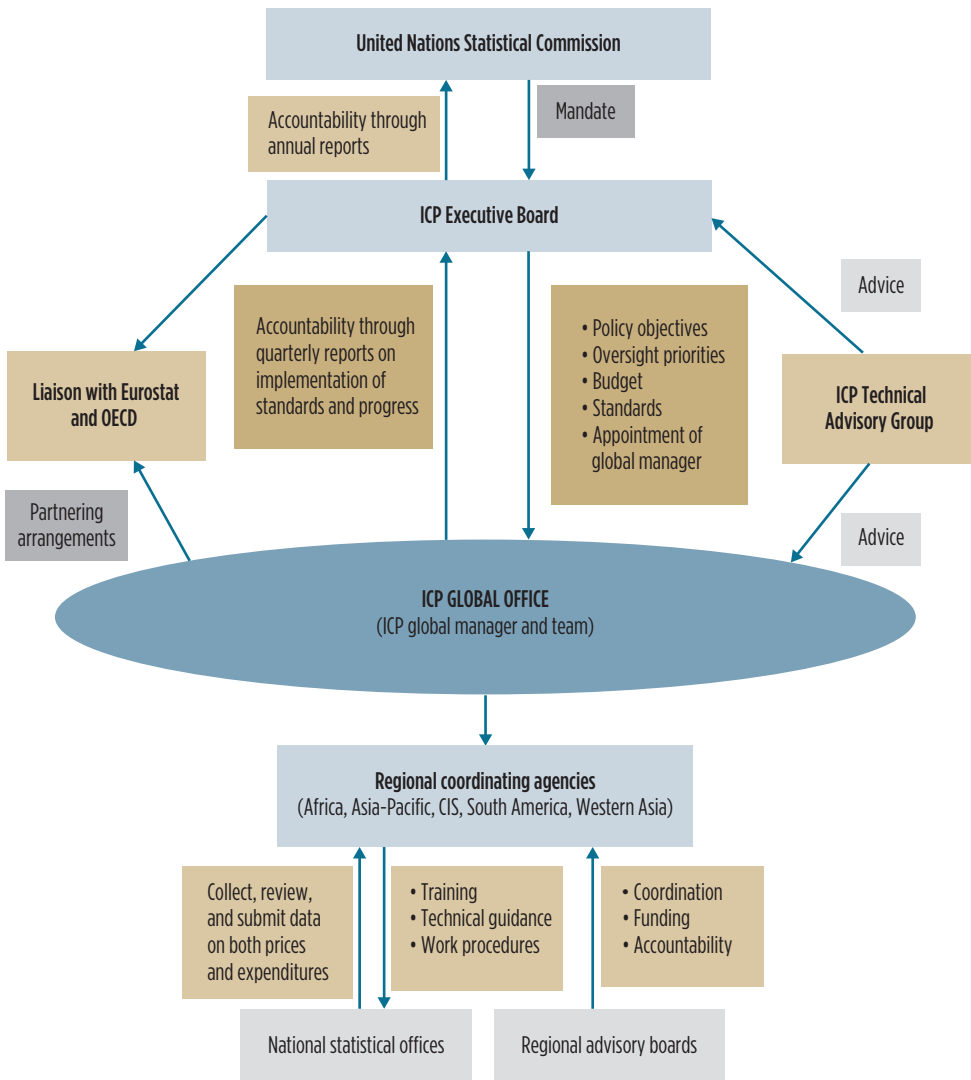 United Nations Statistical Commission
Accountability through
annual reports
Mandate
ICP Executive Board
Advice
Accountability through
quarterly reports on
implementation of
standards and progress
• Policy objectives
• Oversight priorities
• Budget
• Standards
• Appointment of
global manager
Liaison with Eurostat
and OECD
ICP Technical
Advisory Group
Partnering
arrangements
Advice
ICP GLOBAL OFFICE
(ICP global manager and team)
Regional coordinating agencies
(Africa, Asia-Pacific, CIS, South America, Western Asia)
Collect, review,
and submit data
on both prices
and expenditures
• Training
• Technical guidance
• Work procedures
• Coordination
• Funding
• Accountability
National statistical offices
Regional advisory boards